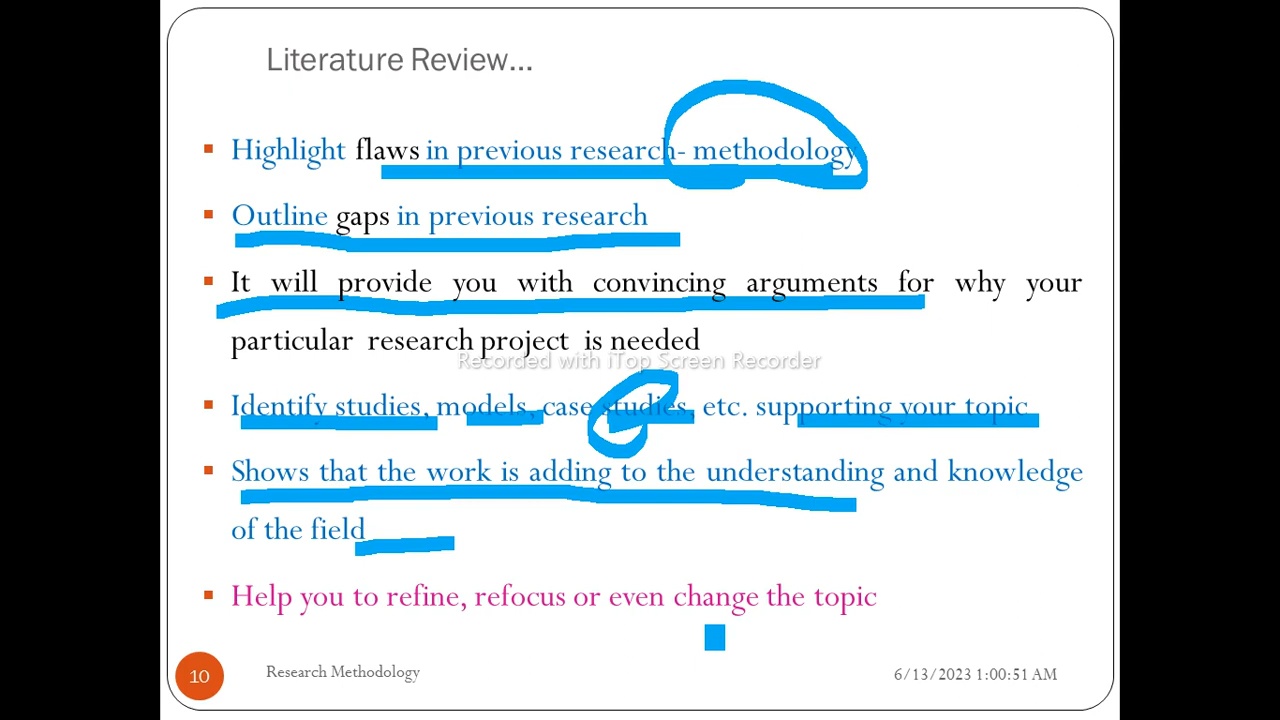 Literature Review...
Highlight flaws in previous research- methodology
Outline gaps in previous research
It will provide you with convincing arguments for why your
particular research project is needed
Recorded with iTop Screen Recorder
Identify studies, models, case studies, etc. supporting your topic
Shows that the work is adding to the understanding and knowledge
of the field
Help you to refine, refocus or even change the topic
10
Research Methodology
6/13/2023 1:00:51 AM